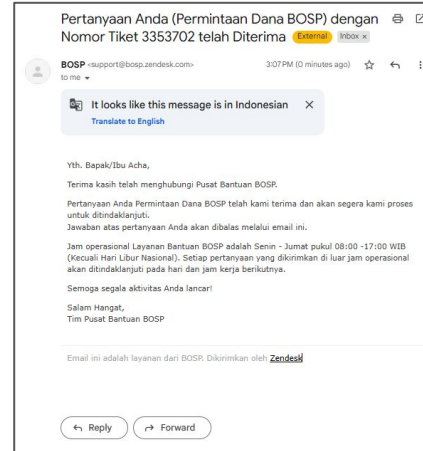 Pertanyaan Anda (Permintaan Dana BOSP) dengan
Nomor Tiket 3353702 telah Diterima External Inbox ×
BOSP <support@bosp.zendesk.com> 3:07 PM (0 minutes ago)
to me
It looks like this message is in Indonesian ×
Translate to English
Yth. Bapak/Ibu Acha,
Terima kasih telah menghubungi Pusat Bantuan BOSP.
Pertanyaan Anda Permintaan Dana BOSP telah kami terima dan akan segera kami proses
untuk ditindaklanjuti.
Jawaban atas pertanyaan Anda akan dibalas melalui email ini.
Jam operasional Layanan Bantuan BOSP adalah Senin - Jumat pukul 08:00 -17:00 WIB
(Kecuali Hari Libur Nasional). Setiap pertanyaan yang dikirimkan di luar jam operasional
akan ditindaklanjuti pada hari dan jam kerja berikutnya.
Semoga segala aktivitas Anda lancar!
Salam Hangat,
Tim Pusat Bantuan BOSP
Email ini adalah layanan dari BOSP. Dikirimkan oleh Zendesk
Reply Forward